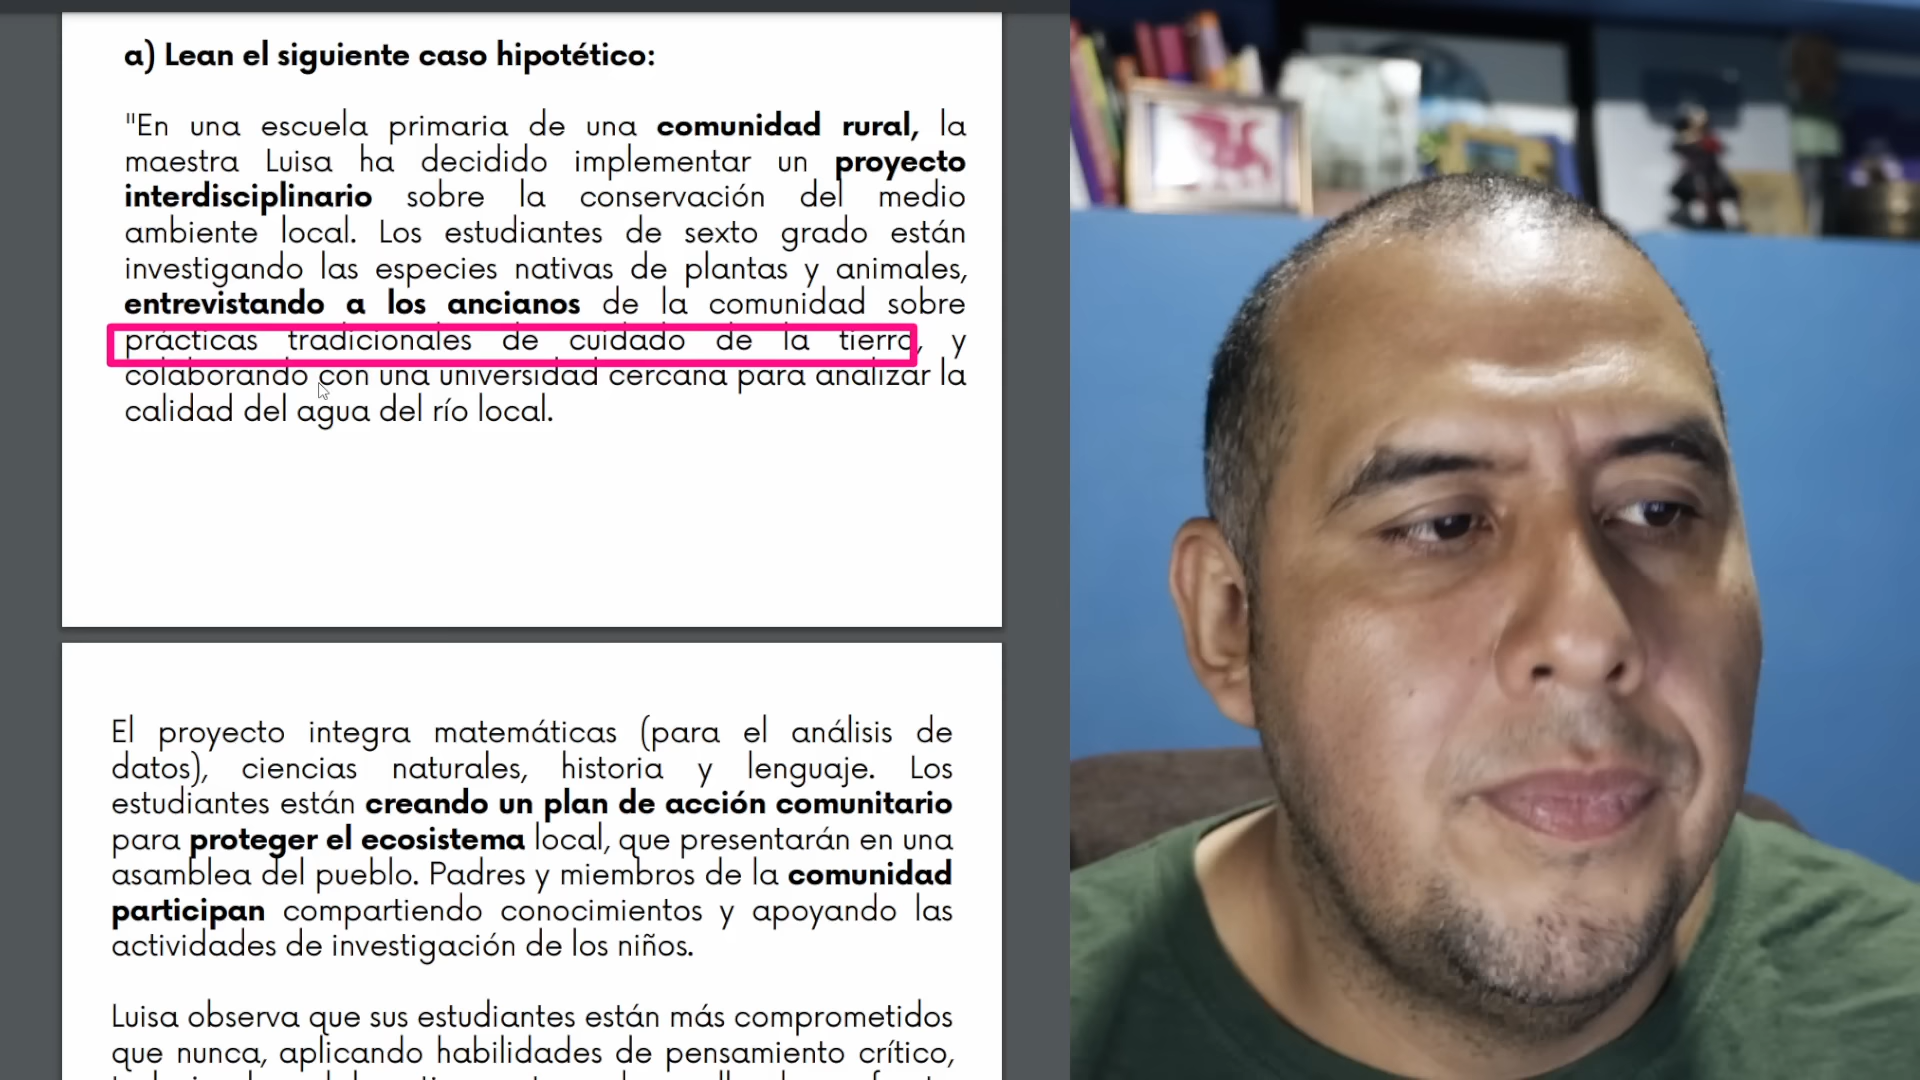 a) Lean el siguiente caso hipotético:
"En una escuela primaria de una comunidad rural, la
maestra Luisa ha decidido implementar un proyecto
interdisciplinario sobre la conservación del medio
ambiente local. Los estudiantes de sexto grado están
investigando las especies nativas de plantas y animales,
entrevistando a los ancianos de la comunidad sobre
prácticas tradicionales de cuidado de la tierra, y
colaborando con una universidad cercana para analizar la
calidad del agua del río local.
El proyecto integra matemáticas (para el análisis de
datos), ciencias naturales, historia y lenguaje. Los
estudiantes están creando un plan de acción comunitario
para proteger el ecosistema local, que presentarán en una
asamblea del pueblo. Padres y miembros de la comunidad
participan compartiendo conocimientos y apoyando las
actividades de investigación de los niños.
Luisa observa que sus estudiantes están más comprometidos
que nunca, aplicando habilidades de pensamiento crítico,